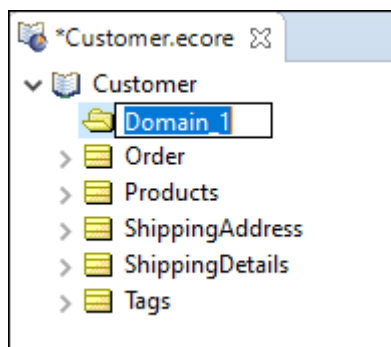 *Customer.ecore
Customer
Domain_1
Order
Products
ShippingAddress
ShippingDetails
Tags